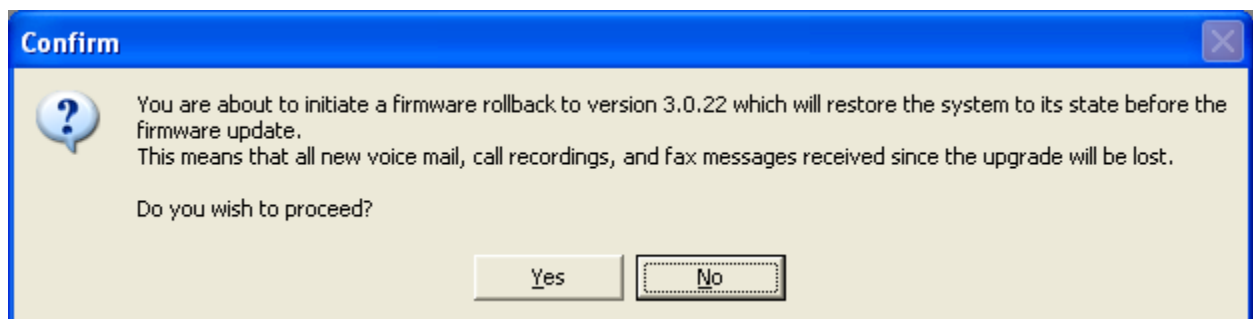 Confirm
You are about to initiate a firmware rollback to version 3.0.22 which will restore the system to its state before the
firmware update.
This means that all new voice mail, call recordings, and fax messages received since the upgrade will be lost.
Do you wish to proceed?
Yes
No